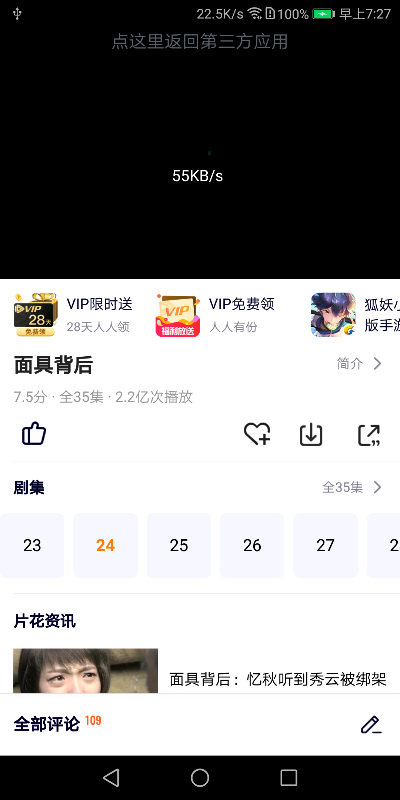 22.5K/s 100% 早上7:27
点这里返回第三方应用
55KB/s
VIP 28天 免费领
VIP限时送
28天人人领
VIP 福利放送
VIP免费领
人人有份
狐妖小
版手游
面具背后
简介
7.5分 · 全35集 · 2.2亿次播放
剧集
全35集
23 24 25 26 27 2
片花资讯
面具背后：忆秋听到秀云被绑架
全部评论 109